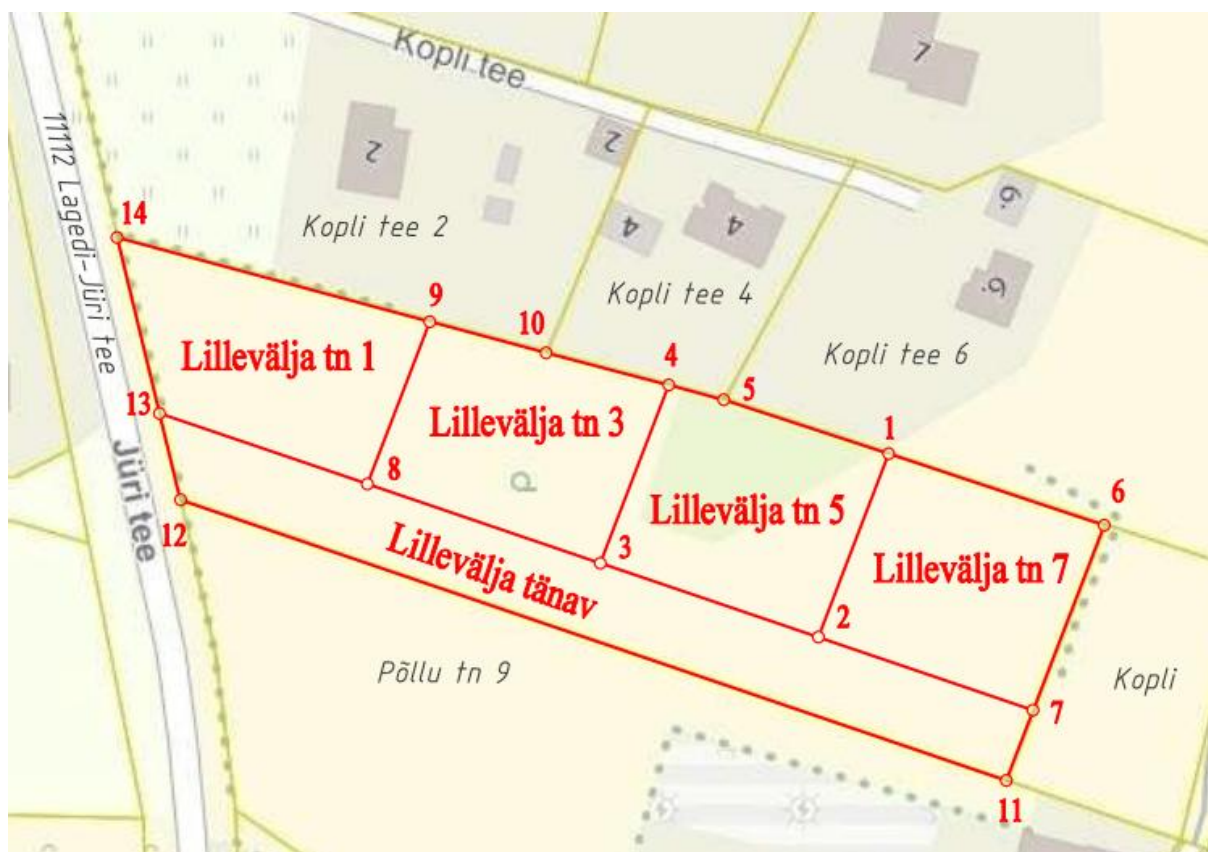 Kopli tee
7
2
2
11112 Lagedi-Jüri tee
6
4
4
14
Kopli tee 2
6
Kopli tee 4
9
10
Kopli tee 6
Lillevälja tn 1
4
5
13
Lillevälja tn 3
1
Jüri tee
8
6
Lillevälja tn 5
12
3
Lillevälja tn 7
Lillevälja tänav
2
Põllu tn 9
Kopli
7
11